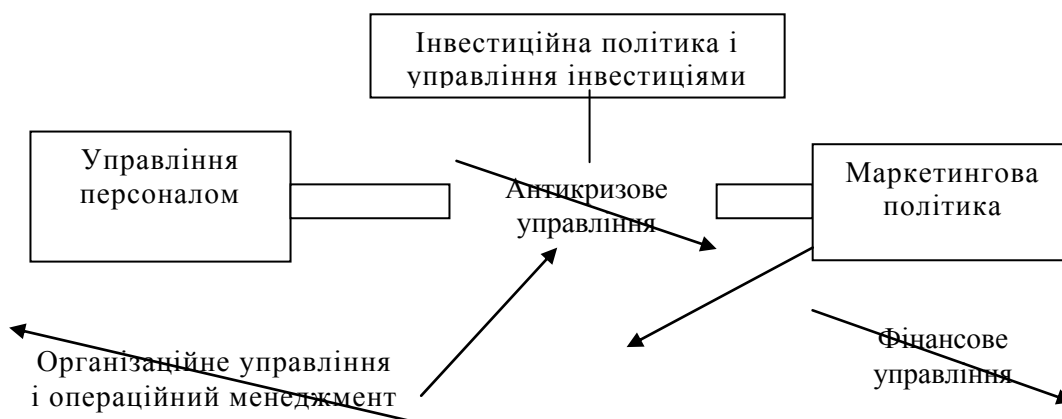 Інвестиційна політика і
управління інвестиціями
Управління
персоналом
Антикризове
управління
Маркетингова
політика
Організаційне управління
і операційний менеджмент
Фінансове
управління